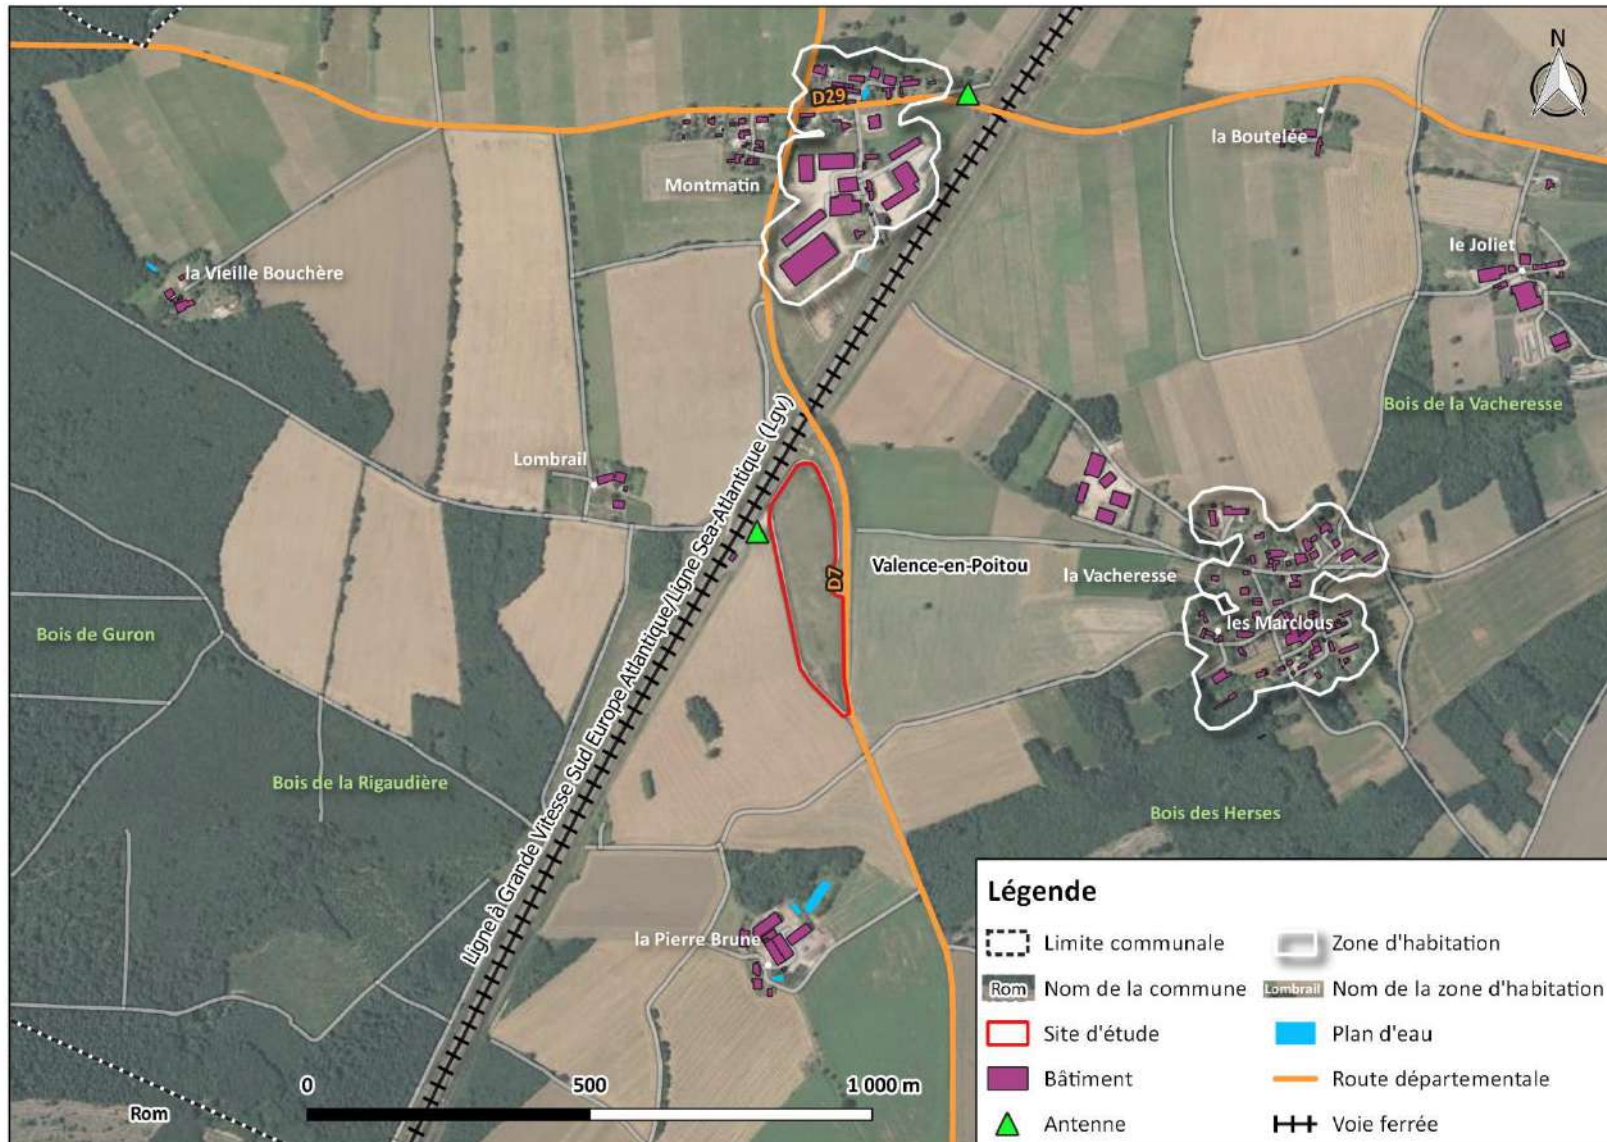 N
D29
la Boutelée
Montmatin
le Joliet
la Vieille Bouchère
Bois de la Vacheresse
Lombrail
Ligne à Grande Vitesse Sud Europe Atlantique/Ligne Sea-Atlantique (Lgv)
D7
Valence-en-Poitou
la Vacheresse
les Marclous
Bois de Guron
Bois de la Rigaudière
Bois des Herses
la Pierre Brune
Rom
0 500 1 000 m
Légende
Limite communale
Zone d'habitation
Rom Nom de la commune
Lombrail Nom de la zone d'habitation
Site d'étude
Plan d'eau
Bâtiment
Route départementale
Antenne
Voie ferrée